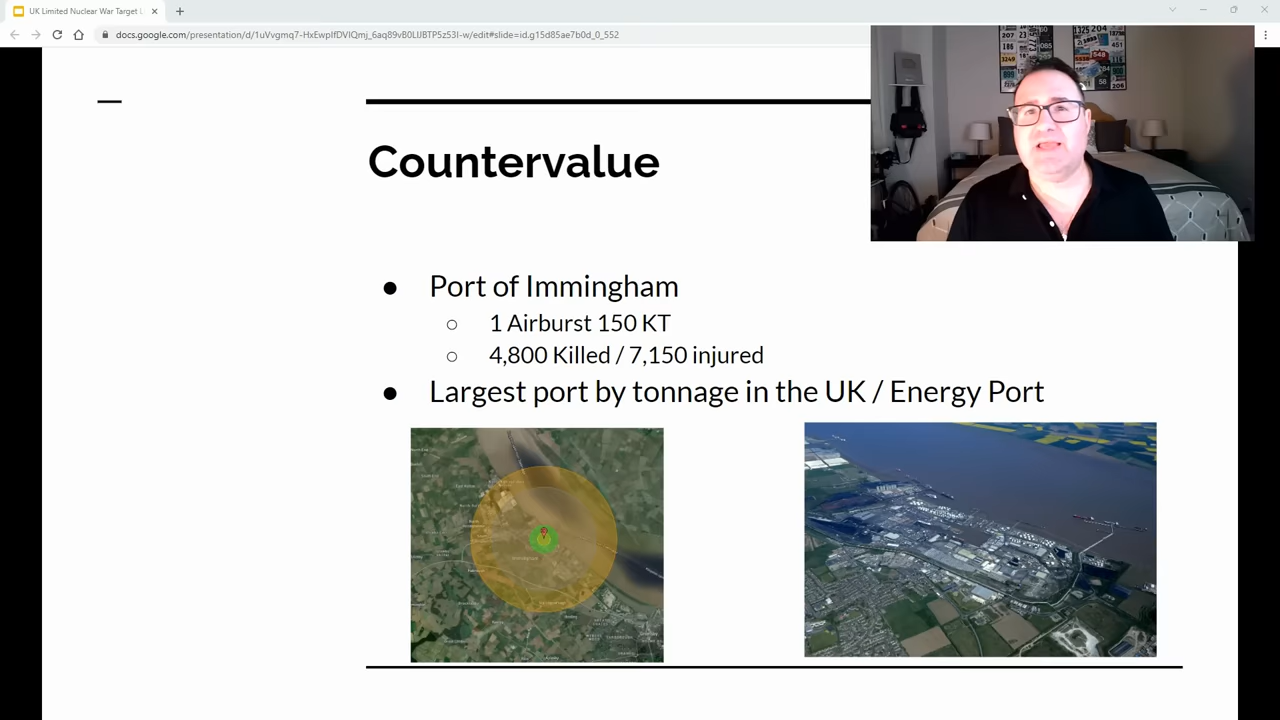 UK Limited Nuclear War Target L
docs.google.com/presentation/d/1uVvgmq7-HxEwpIfDVIQmj_6aq89vB0LIJBTP5z53I-w/edit#slide=id.g15d85ae7b0d_0_552
Countervalue
● Port of Immingham
○ 1 Airburst 150 KT
○ 4,800 Killed / 7,150 injured
● Largest port by tonnage in the UK / Energy Port